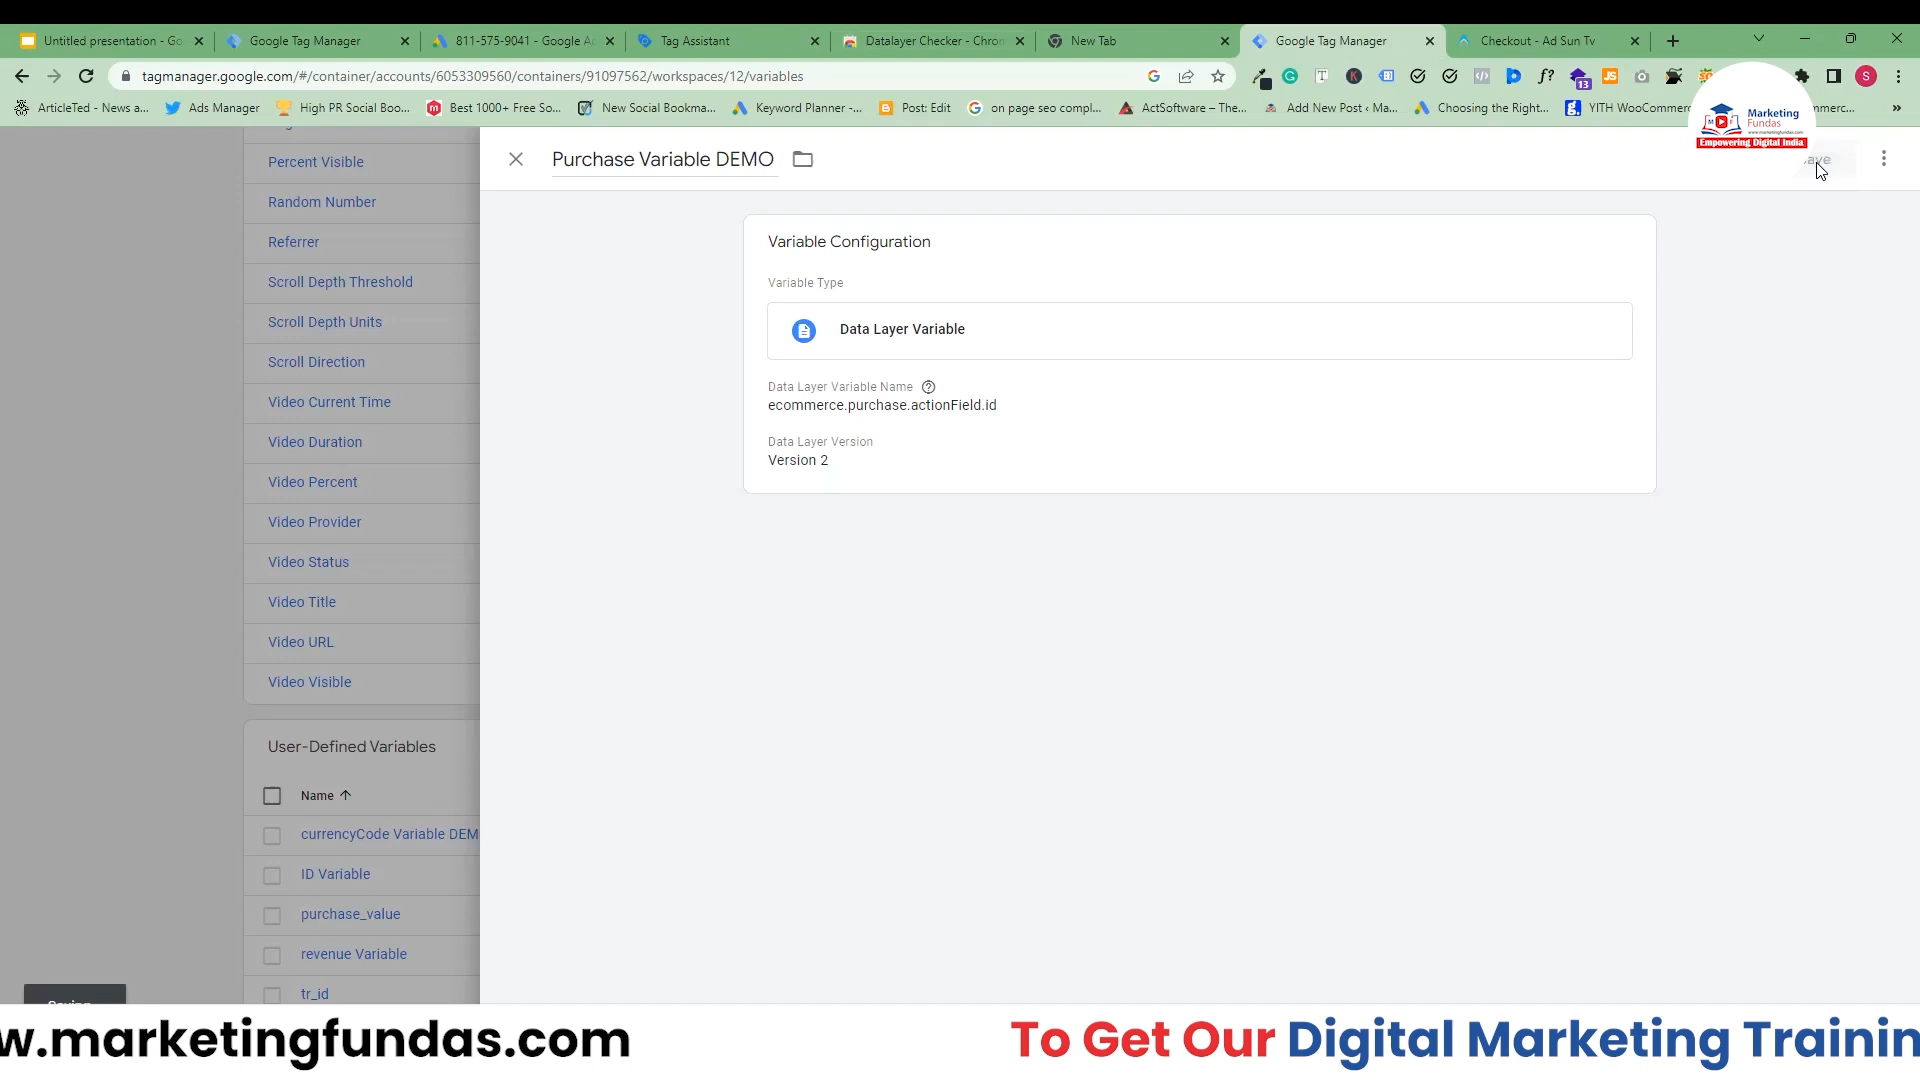 Untitled presentation - Go
Google Tag Manager
811-575-9041 - Google A
Tag Assistant
Datalayer Checker - Chron
New Tab
Google Tag Manager
Checkout - Ad Sun Tv
tagmanager.google.com/#/container/accounts/6053309560/containers/91097562/workspaces/12/variables
13
S
ArticleTed - News a...
Ads Manager
High PR Social Boo...
Best 1000+ Free So...
New Social Bookma...
Keyword Planner -...
Post: Edit
on page seo compl...
ActSoftware – The...
Add New Post ‹ Ma...
Choosing the Right...
YITH WooCommerc
mmerc...
»
Marketing
Fundas
www.marketingfundas.com
Empowering Digital India
Purchase Variable DEMO
ave
Percent Visible
Random Number
Referrer
Scroll Depth Threshold
Scroll Depth Units
Scroll Direction
Video Current Time
Video Duration
Video Percent
Video Provider
Video Status
Video Title
Video URL
Video Visible
User-Defined Variables
Name
currencyCode Variable DEM
ID Variable
purchase_value
revenue Variable
tr_id
Variable Configuration
Variable Type
Data Layer Variable
Data Layer Variable Name
ecommerce.purchase.actionField.id
Data Layer Version
Version 2
w.marketingfundas.com
To Get Our Digital Marketing Trainin